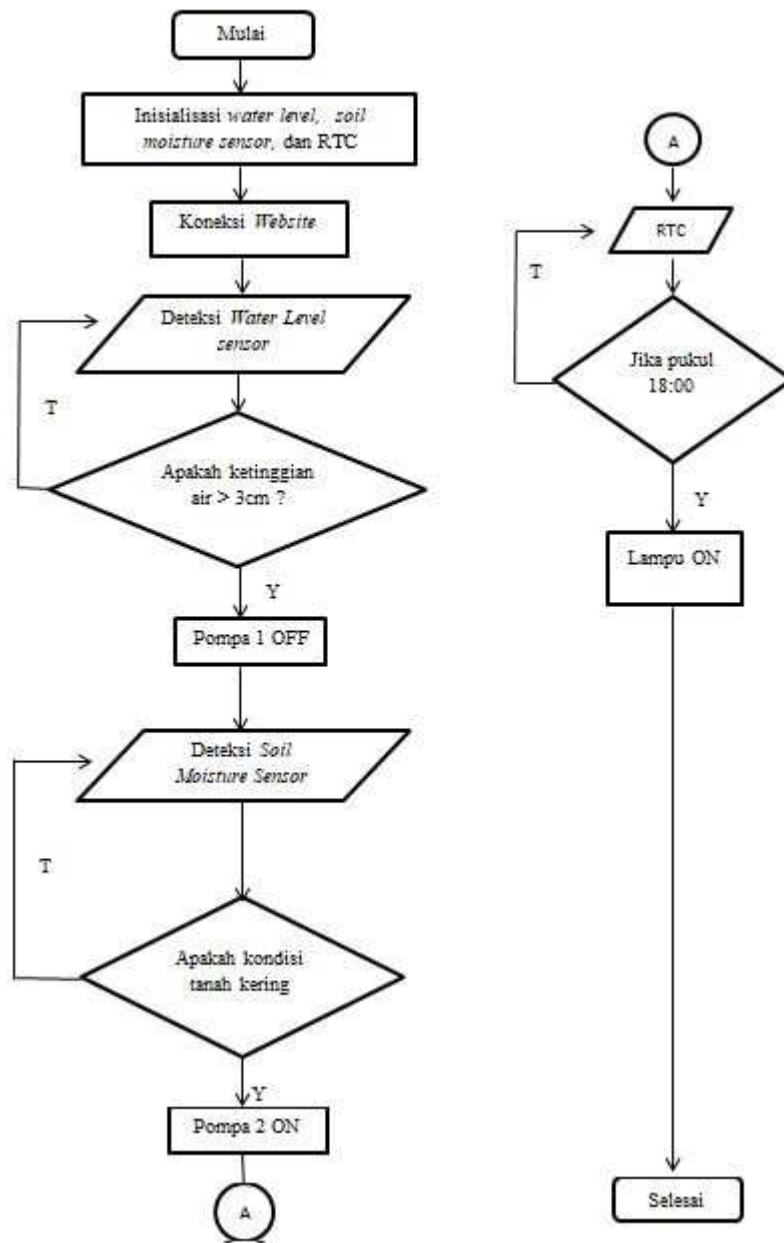 Mulai
Inisialisasi water level, soil
moisture sensor, dan RTC
Koneksi Website
Deteksi Water Level
sensor
T
Apakah ketinggian
air > 3cm ?
Y
Pompa 1 OFF
Deteksi Soil
Moisture Sensor
T
Apakah kondisi
tanah kering
Y
Pompa 2 ON
A
A
RTC
T
Jika pukul
18:00
Y
Lampu ON
Selesai